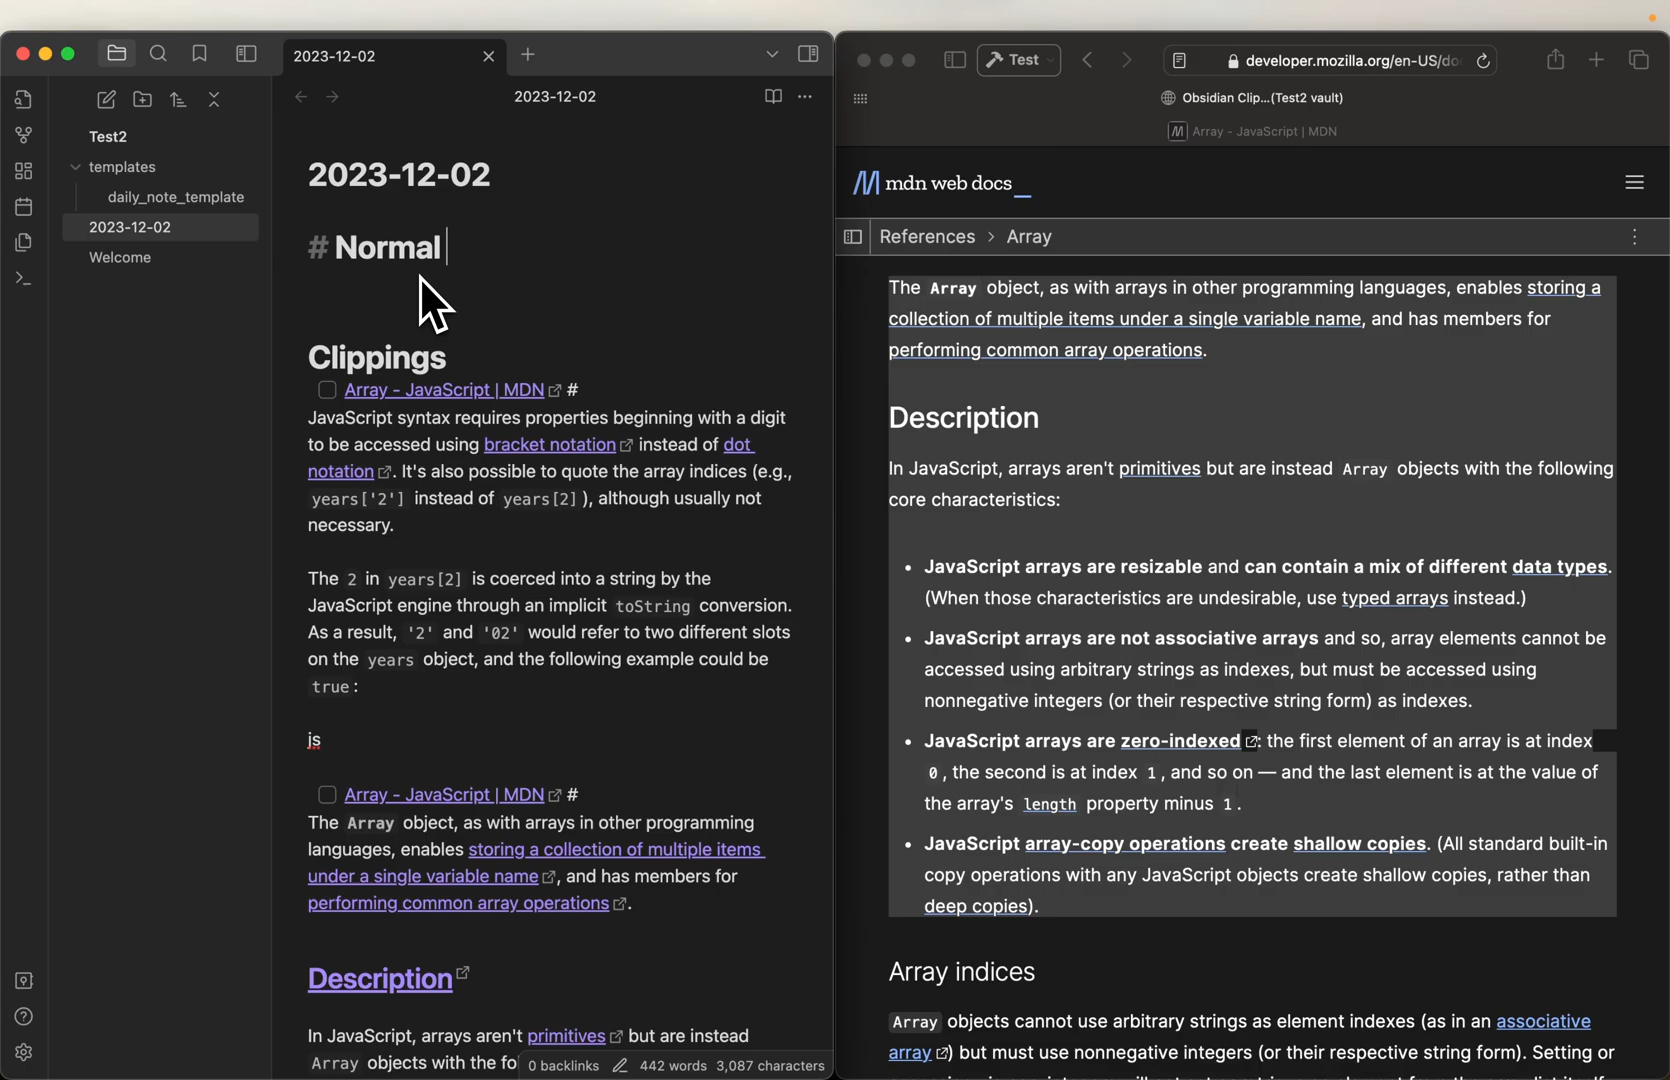 2023-12-02
2023-12-02
Test2
templates
daily_note_template
2023-12-02
Welcome
2023-12-02
# Normal
Clippings
Array - JavaScript | MDN #
JavaScript syntax requires properties beginning with a digit
to be accessed using bracket notation instead of dot
notation. It's also possible to quote the array indices (e.g.,
years['2'] instead of years[2]), although usually not
necessary.
The 2 in years[2] is coerced into a string by the
JavaScript engine through an implicit toString conversion.
As a result, '2' and '02' would refer to two different slots
on the years object, and the following example could be
true:
js
Array - JavaScript | MDN #
The Array object, as with arrays in other programming
languages, enables storing a collection of multiple items
under a single variable name, and has members for
performing common array operations.
Description
In JavaScript, arrays aren't primitives but are instead
Array objects with the fo
0 backlinks 442 words 3,087 characters
Test
developer.mozilla.org/en-US/do
Obsidian Clip...(Test2 vault)
Array - JavaScript | MDN
mdn web docs_
References > Array
The Array object, as with arrays in other programming languages, enables storing a
collection of multiple items under a single variable name, and has members for
performing common array operations.
Description
In JavaScript, arrays aren't primitives but are instead Array objects with the following
core characteristics:
• JavaScript arrays are resizable and can contain a mix of different data types.
(When those characteristics are undesirable, use typed arrays instead.)
• JavaScript arrays are not associative arrays and so, array elements cannot be
accessed using arbitrary strings as indexes, but must be accessed using
nonnegative integers (or their respective string form) as indexes.
• JavaScript arrays are zero-indexed: the first element of an array is at index
0, the second is at index 1, and so on — and the last element is at the value of
the array's length property minus 1.
• JavaScript array-copy operations create shallow copies. (All standard built-in
copy operations with any JavaScript objects create shallow copies, rather than
deep copies).
Array indices
Array objects cannot use arbitrary strings as element indexes (as in an associative
array) but must use nonnegative integers (or their respective string form). Setting or